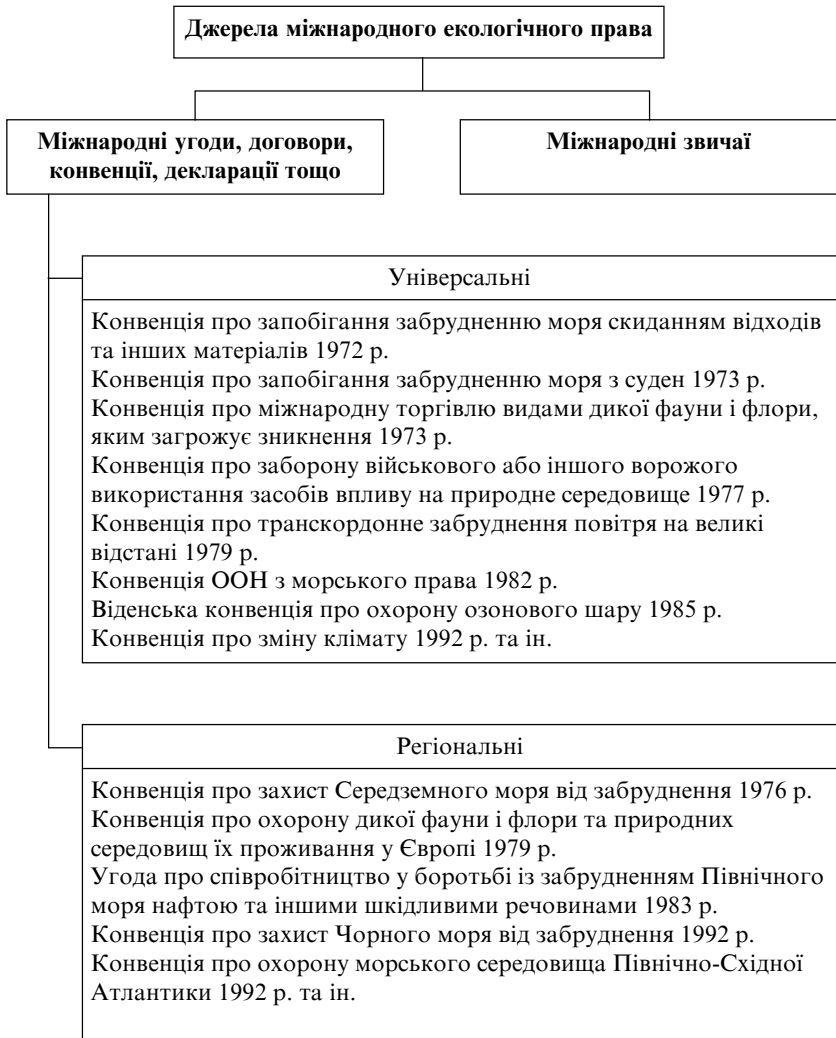 Джерела міжнародного екологічного права
Міжнародні угоди, договори,
конвенції, декларації тощо
Міжнародні звичаї
Універсальні
Конвенція про запобігання забрудненню моря скиданням відходів
та інших матеріалів 1972 р.
Конвенція про запобігання забрудненню моря з суден 1973 р.
Конвенція про міжнародну торгівлю видами дикої фауни і флори,
яким загрожує зникнення 1973 р.
Конвенція про заборону військового або іншого ворожого
використання засобів впливу на природне середовище 1977 р.
Конвенція про транскордонне забруднення повітря на великі
відстані 1979 р.
Конвенція ООН з морського права 1982 р.
Віденська конвенція про охорону озонового шару 1985 р.
Конвенція про зміну клімату 1992 р. та ін.
Регіональні
Конвенція про захист Середземного моря від забруднення 1976 р.
Конвенція про охорону дикої фауни і флори та природних
середовищ їх проживання у Європі 1979 р.
Угода про співробітництво у боротьбі із забрудненням Північного
моря нафтою та іншими шкідливими речовинами 1983 р.
Конвенція про захист Чорного моря від забруднення 1992 р.
Конвенція про охорону морського середовища Північно-Східної
Атлантики 1992 р. та ін.